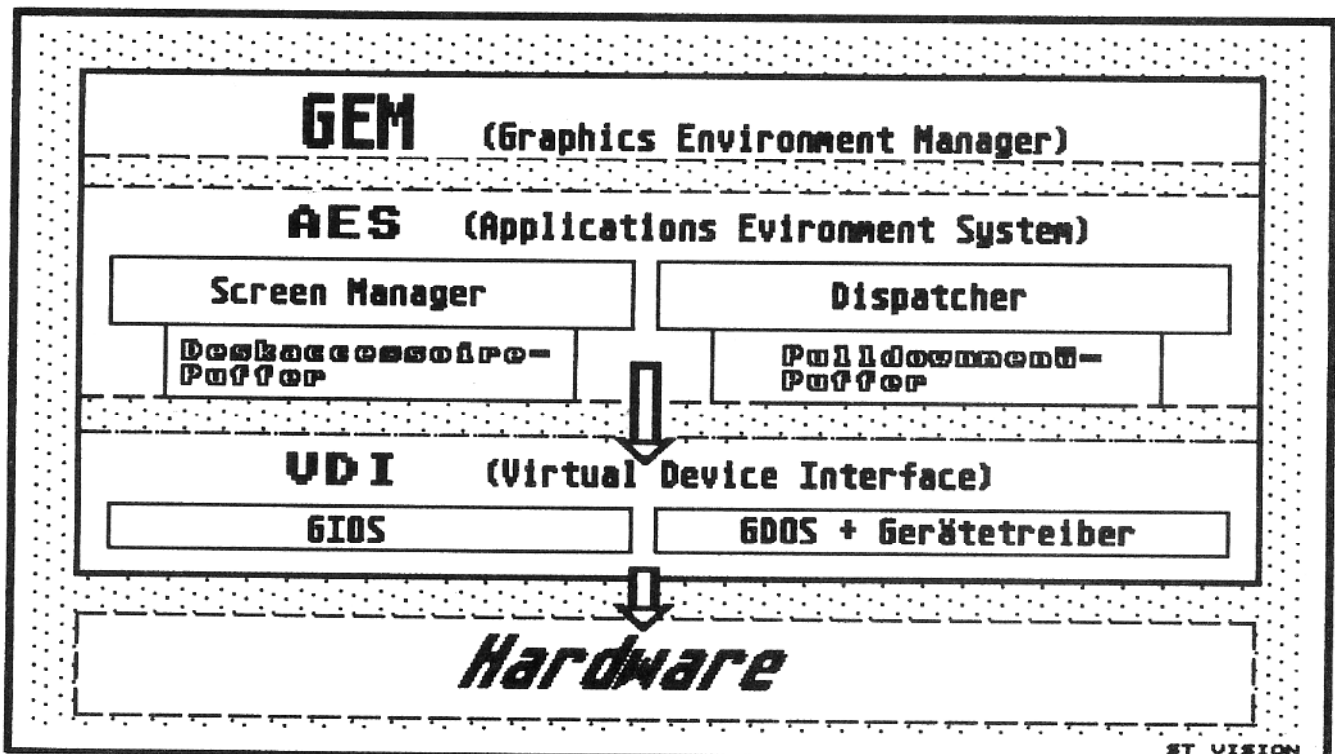 GEM (Graphics Environment Manager)
AES (Applications Evironment System)
Screen Manager
Dispatcher
Deskaccessoire-
Puffer
Pulldownmenu-
Puffer
VDI (Virtual Device Interface)
GIOS
GDOS + Gerätetreiber
Hardware
ST VISION